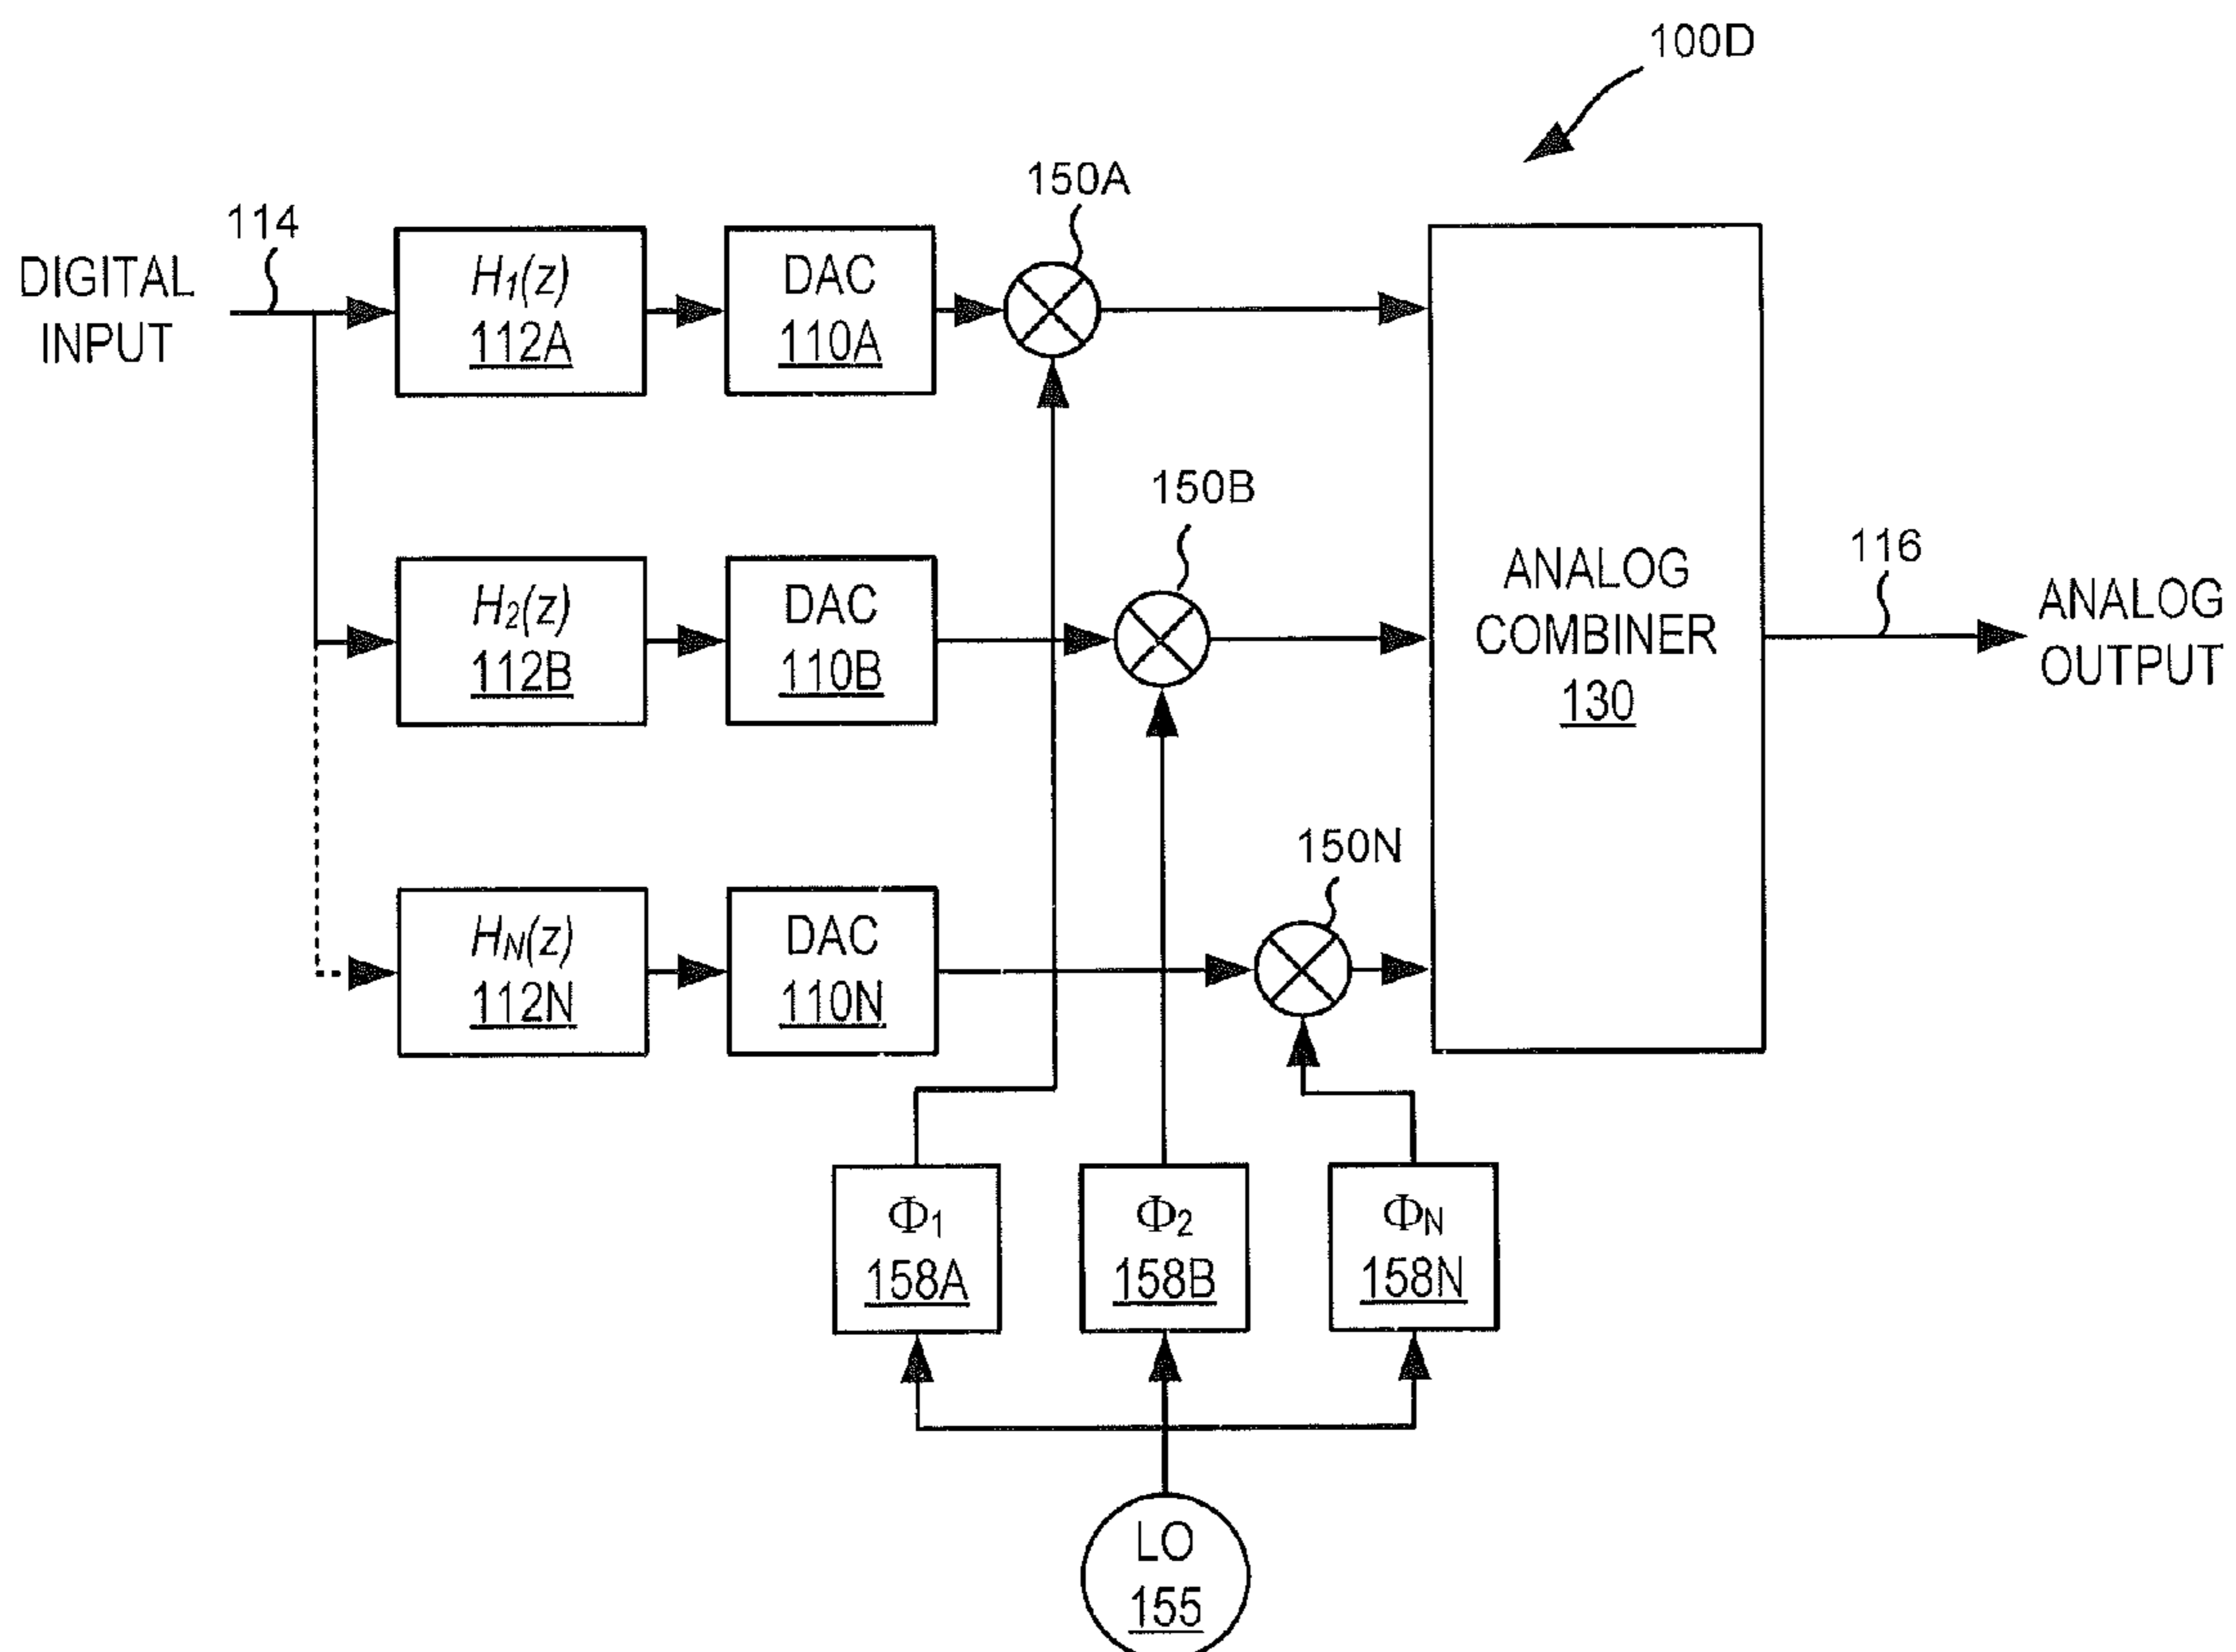 100D
150A
114
DIGITAL
INPUT
H1(z)
112A
DAC
110A
150B
H2(z)
112B
DAC
110B
ANALOG
COMBINER
130
116
ANALOG
OUTPUT
150N
HN(z)
112N
DAC
110N
Φ1
158A
Φ2
158B
ΦN
158N
LO
155